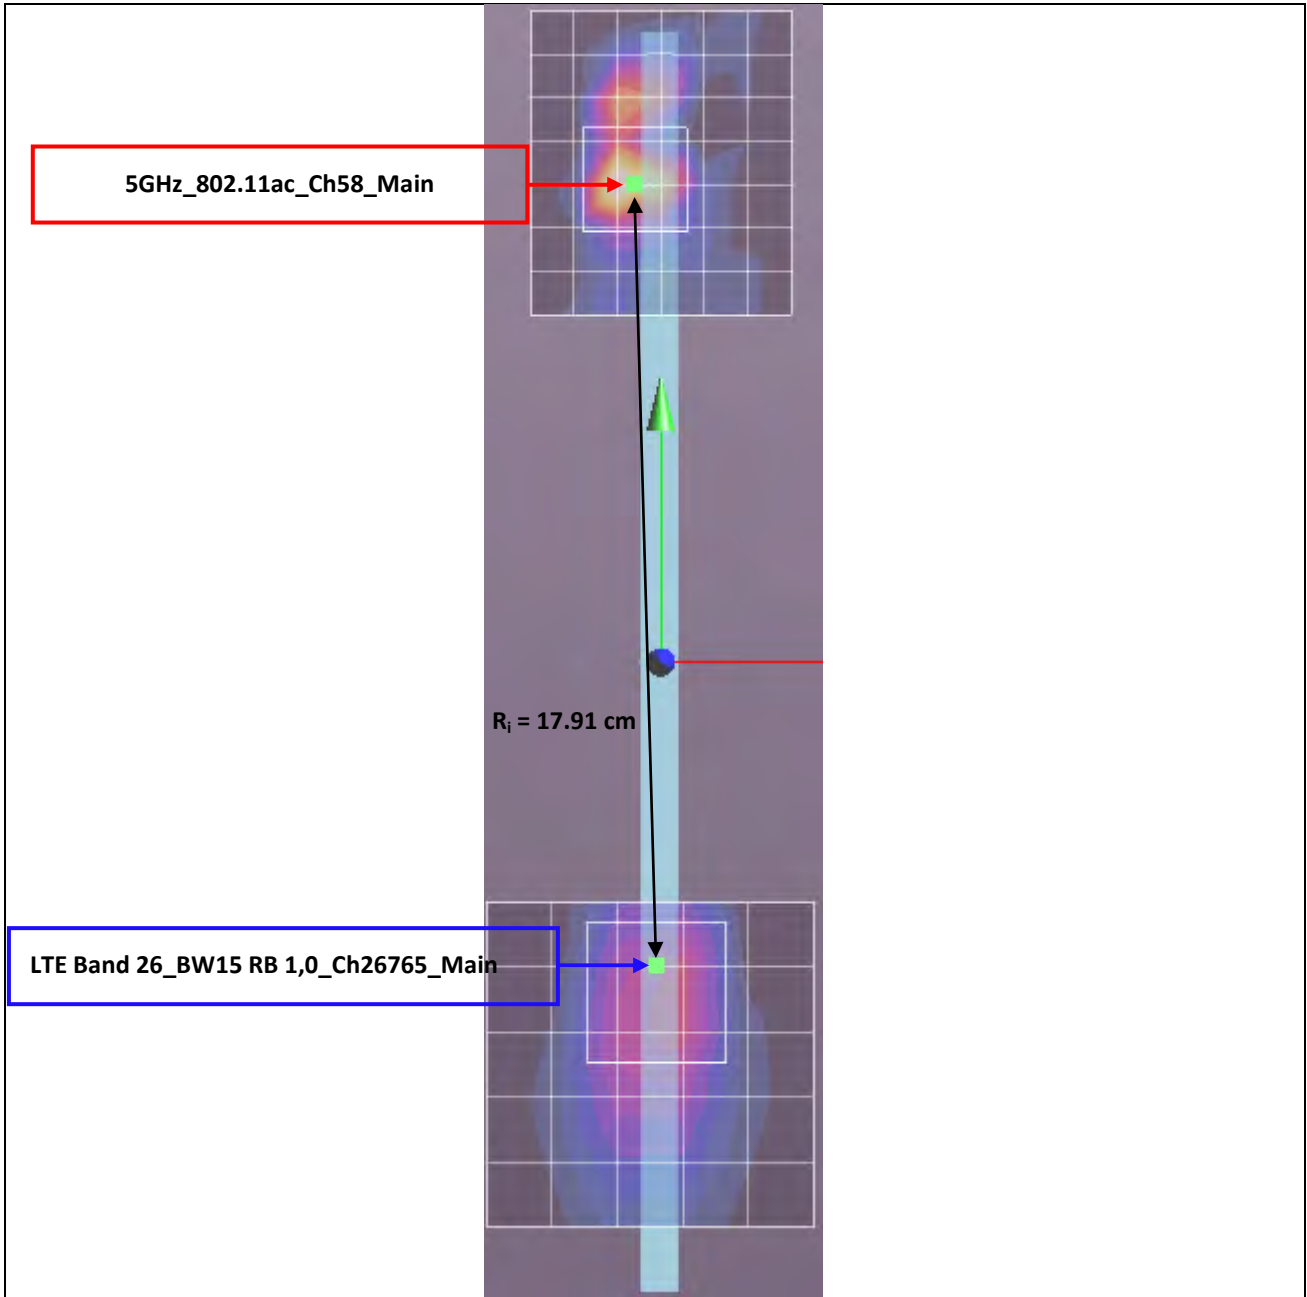 5GHz_802.11ac_Ch58_Main
Rᵢ = 17.91 cm
LTE Band 26_BW15 RB 1,0_Ch26765_Main